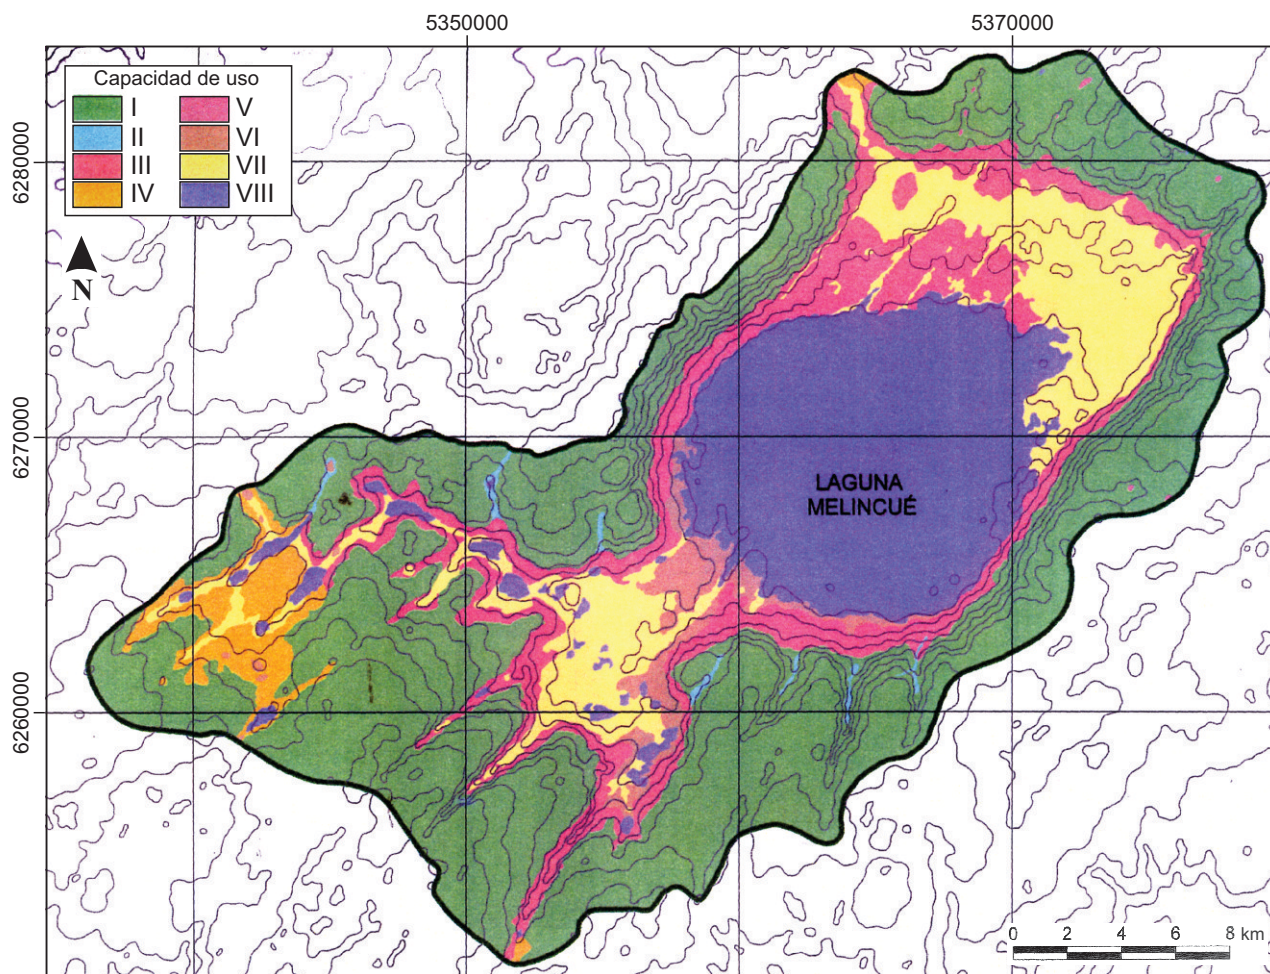 5350000 5370000
Capacidad de uso
I V
II VI
III VII
IV VIII
6280000
N
6270000
LAGUNA
MELINCUÉ
6260000
0 2 4 6 8 km